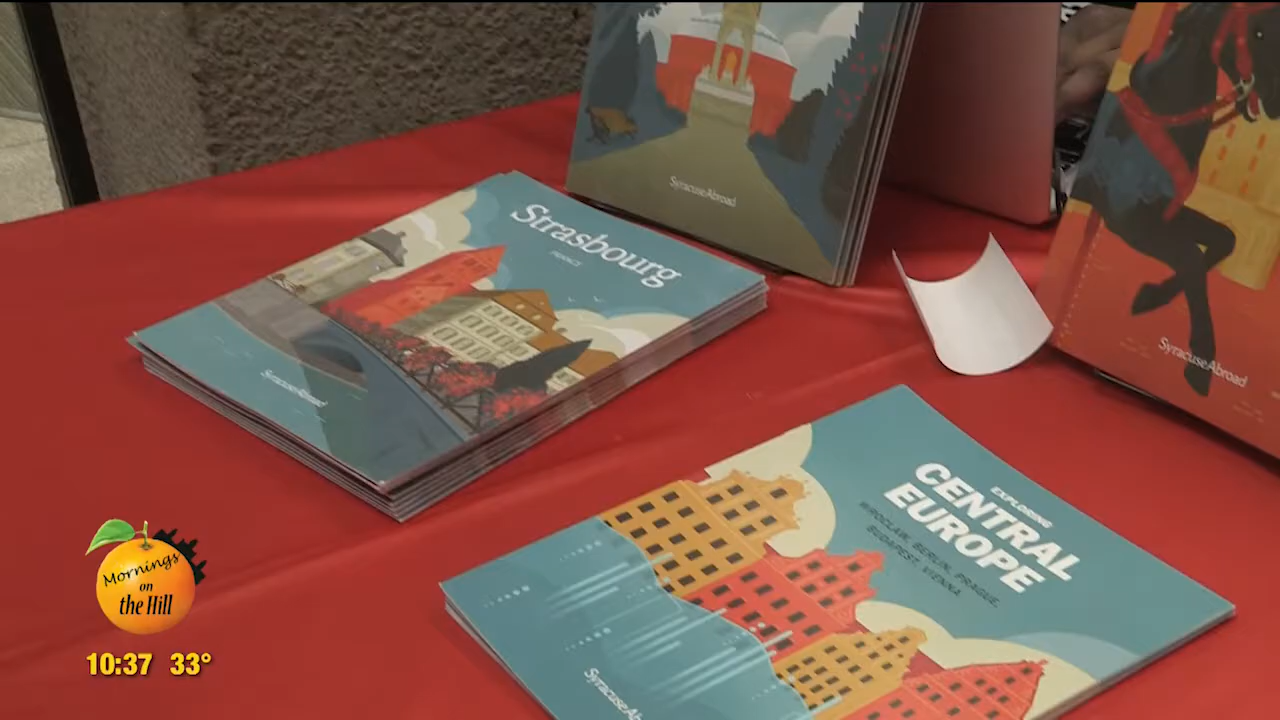 SyracuseAbroad
Strasbourg
FRANCE
SyracuseAbroad
SyracuseAbroad
EXPLORING
CENTRAL
EUROPE
WROCLAW, BERLIN, PRAGUE,
BUDAPEST, VIENNA
SyracuseAb
Mornings
on
the Hill
10:37 33°